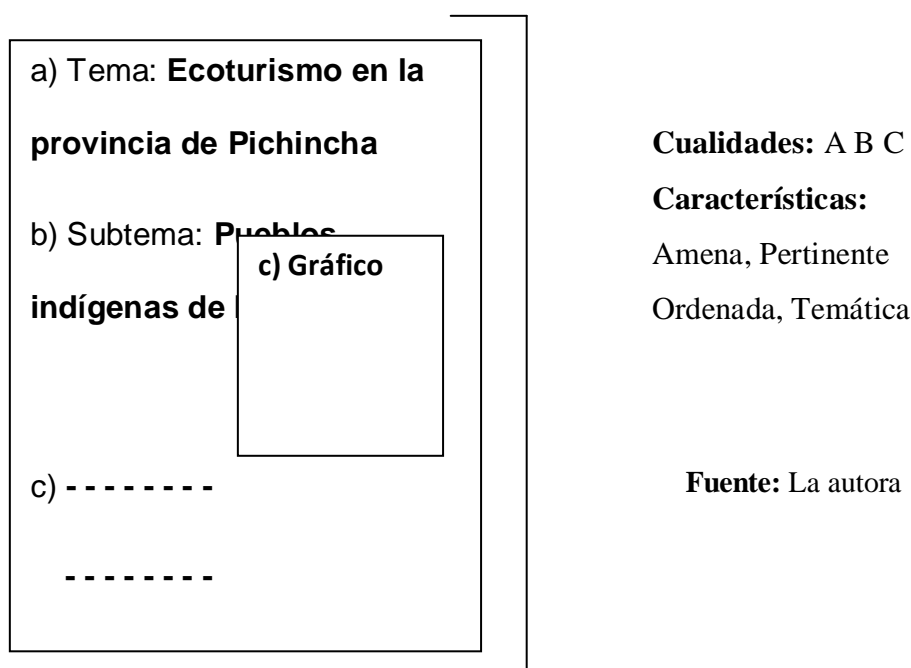 a) Tema: Ecoturismo en la
provincia de Pichincha
b) Subtema:
indígenas de
c) Gráfico
c) - - - - - - - -
- - - - - - - -
Cualidades: A B C
Características:
Amena, Pertinente
Ordenada, Temática
Fuente: La autora